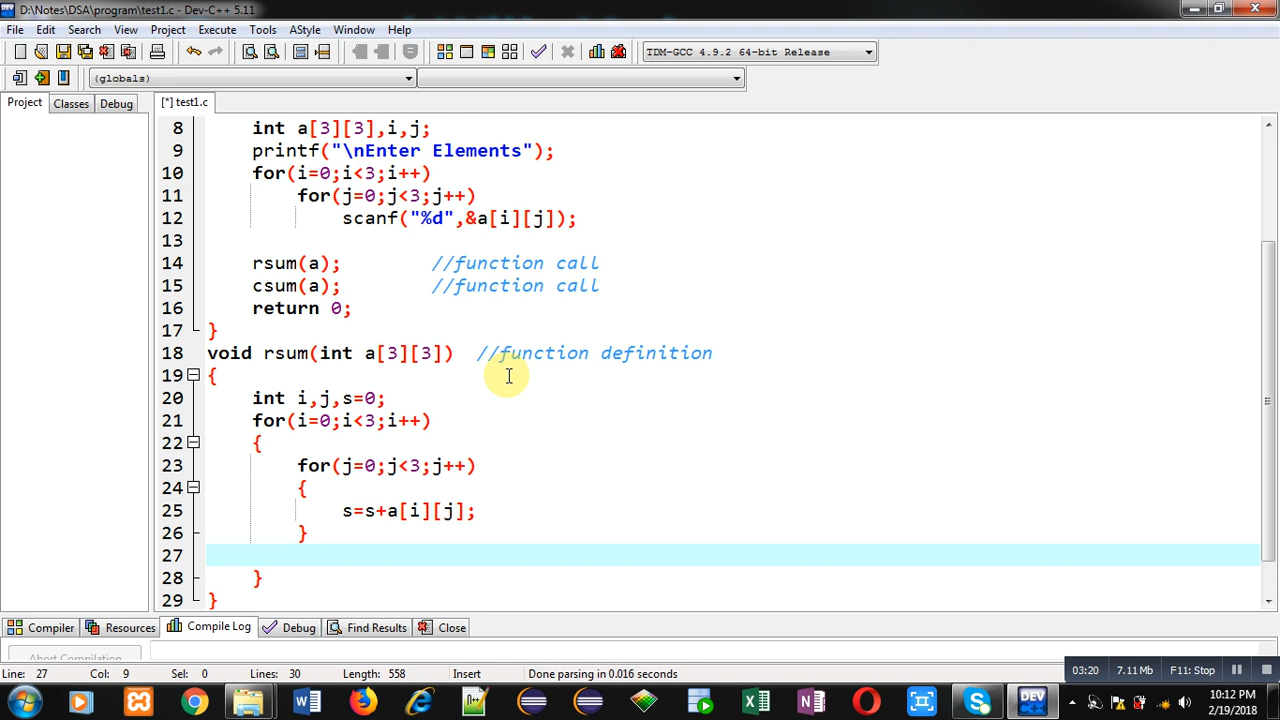 D:\Notes\DSA\program\test1.c - Dev-C++ 5.11
File Edit Search View Project Execute Tools AStyle Window Help
TDM-GCC 4.9.2 64-bit Release
(globals)
Project Classes Debug
[*] test1.c
8 int a[3][3],i,j;
9 printf("\nEnter Elements");
10 for(i=0;i<3;i++)
11 for(j=0;j<3;j++)
12 scanf("%d",&a[i][j]);
13
14 rsum(a); //function call
15 csum(a); //function call
16 return 0;
17 }
18 void rsum(int a[3][3]) //function definition
19 {
20 int i,j,s=0;
21 for(i=0;i<3;i++)
22 {
23 for(j=0;j<3;j++)
24 {
25 s=s+a[i][j];
26 }
27
28 }
29 }
Compiler Resources Compile Log Debug Find Results Close
Abort Compilation
Line: 27 Col: 9 Sel: 0 Lines: 30 Length: 558 Insert Done parsing in 0.016 seconds
03:20 7.11 Mb F11: Stop
10:12 PM
2/19/2018